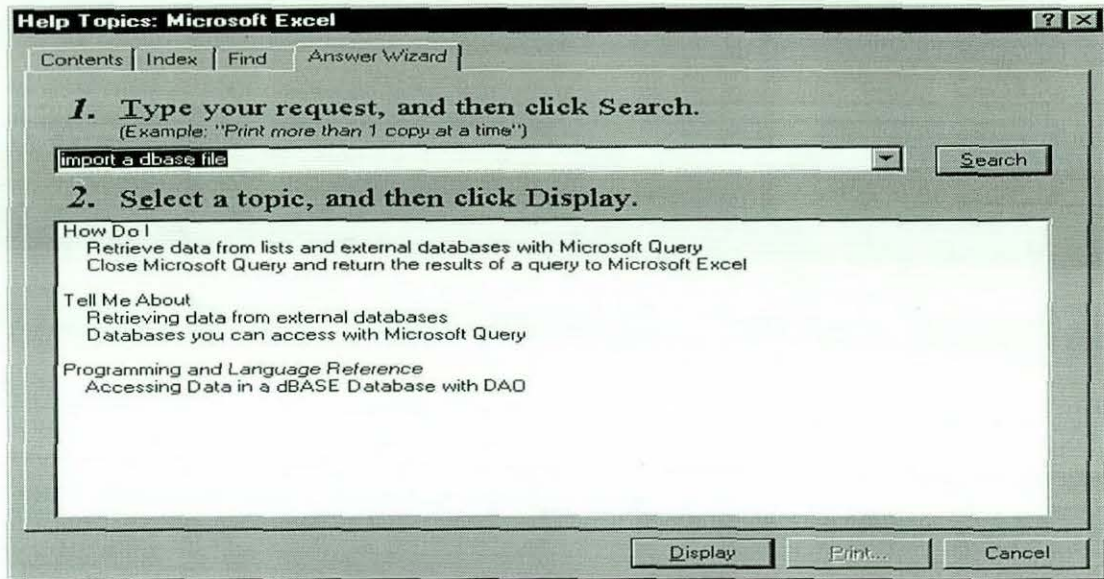 Help Topics: Microsoft Excel
Contents Index Find Answer Wizard
1. Type your request, and then click Search.
(Example: "Print more than 1 copy at a time")
import a dbase file Search
2. Select a topic, and then click Display.
How Do I
Retrieve data from lists and external databases with Microsoft Query
Close Microsoft Query and return the results of a query to Microsoft Excel
Tell Me About
Retrieving data from external databases
Databases you can access with Microsoft Query
Programming and Language Reference
Accessing Data in a dBASE Database with DAO
Display Print... Cancel